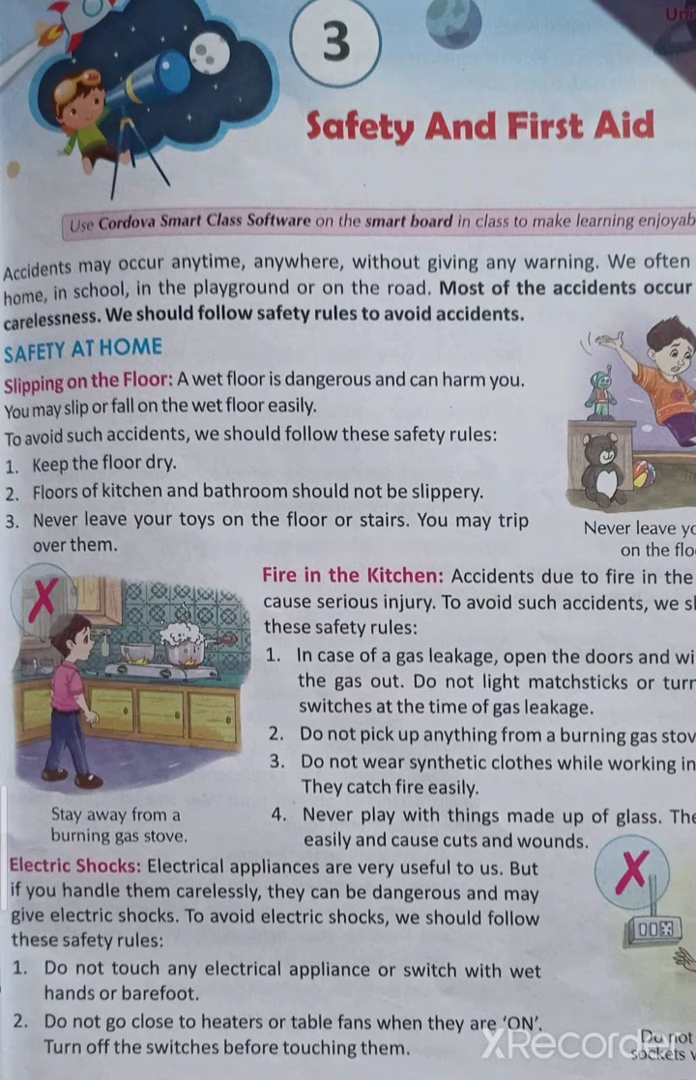 3
Safety And First Aid
Use Cordova Smart Class Software on the smart board in class to make learning
Accidents may occur anytime, anywhere, without giving any warning. We often
home, in school, in the playground or on the road. Most of the accidents occur
carelessness. We should follow safety rules to avoid accidents.
SAFETY AT HOME
Slipping on the Floor: A wet floor is dangerous and can harm you.
You may slip or fall on the wet floor easily.
To avoid such accidents, we should follow these safety rules:
1. Keep the floor dry.
2. Floors of kitchen and bathroom should not be slippery.
3. Never leave your toys on the floor or stairs. You may trip
over them.
Never leave
on the
Fire in the Kitchen: Accidents due to fire in the
cause serious injury. To avoid such accidents, we
these safety rules:
1. In case of a gas leakage, open the doors and
the gas out. Do not light matchsticks or
switches at the time of gas leakage.
2. Do not pick up anything from a burning gas
3. Do not wear synthetic clothes while working in
They catch fire easily.
4. Never play with things made up of glass.
easily and cause cuts and wounds.
Stay away from a
burning gas stove.
Electric Shocks: Electrical appliances are very useful to us. But
if you handle them carelessly, they can be dangerous and may
give electric shocks. To avoid electric shocks, we should follow
these safety rules:
1. Do not touch any electrical appliance or switch with wet
hands or barefoot.
2. Do not go close to heaters or table fans when they are ‘ON’.
Turn off the switches before touching them.
Do not
sockets
XRecorder